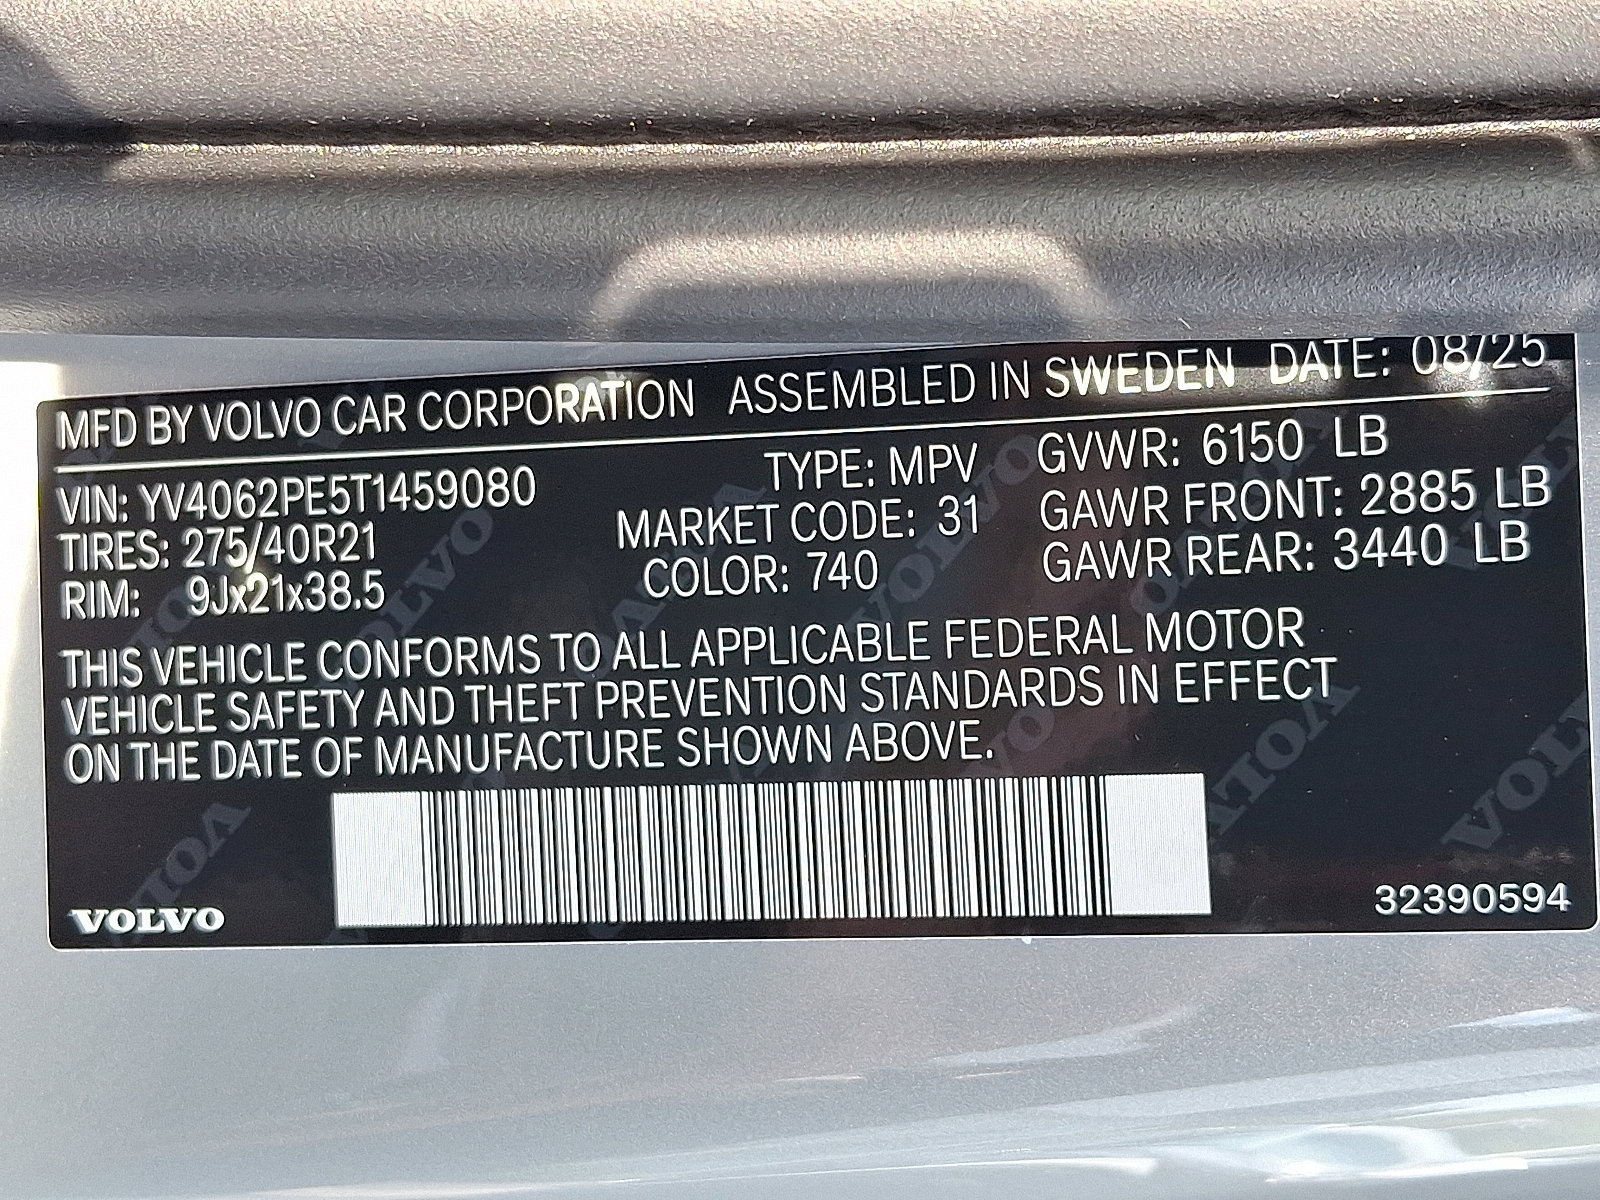 MFD BY VOLVO CAR CORPORATION ASSEMBLED IN SWEDEN DATE: 08/25
VIN: YV4062PE5T1459080 TYPE: MPV GVWR: 6150 LB
TIRES: 275/40R21 MARKET CODE: 31 GAWR FRONT: 2885 LB
RIM: 9Jx21x38.5 COLOR: 740 GAWR REAR: 3440 LB
THIS VEHICLE CONFORMS TO ALL APPLICABLE FEDERAL MOTOR
VEHICLE SAFETY AND THEFT PREVENTION STANDARDS IN EFFECT
ON THE DATE OF MANUFACTURE SHOWN ABOVE.
VOLVO 32390594